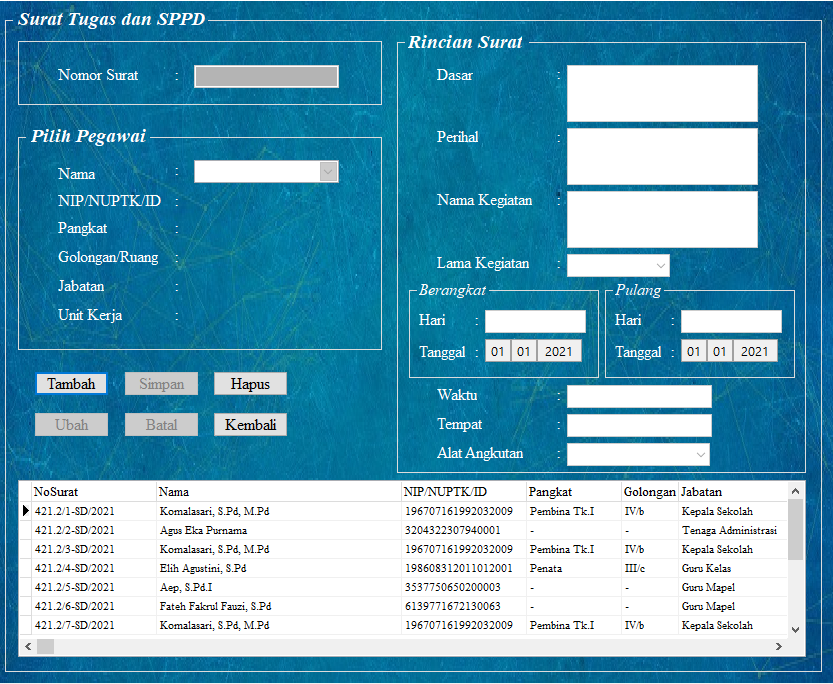 Surat Tugas dan SPPD
Nomor Surat :
Pilih Pegawai
Nama :
NIP/NUPTK/ID :
Pangkat :
Golongan/Ruang :
Jabatan :
Unit Kerja :
Tambah Simpan Hapus
Ubah Batal Kembali
Rincian Surat
Dasar :
Perihal :
Nama Kegiatan :
Lama Kegiatan :
Berangkat
Hari :
Tanggal : 01 01 2021
Pulang
Hari :
Tanggal : 01 01 2021
Waktu :
Tempat :
Alat Angkutan :
NoSurat Nama NIP/NUPTK/ID Pangkat Golongan Jabatan
421.2/1-SD/2021 Komalasari, S.Pd, M.Pd 196707161992032009 Pembina Tk.I IV/b Kepala Sekolah
421.2/2-SD/2021 Agus Eka Purnama 3204322307940001 - - Tenaga Administrasi
421.2/3-SD/2021 Komalasari, S.Pd, M.Pd 196707161992032009 Pembina Tk.I IV/b Kepala Sekolah
421.2/4-SD/2021 Elih Agustini, S.Pd 198608312011012001 Penata III/c Guru Kelas
421.2/5-SD/2021 Aep, S.Pd.I 3537750650200003 - - Guru Mapel
421.2/6-SD/2021 Fateh Fakrul Fauzi, S.Pd 6139771672130063 - - Guru Mapel
421.2/7-SD/2021 Komalasari, S.Pd, M.Pd 196707161992032009 Pembina Tk.I IV/b Kepala Sekolah